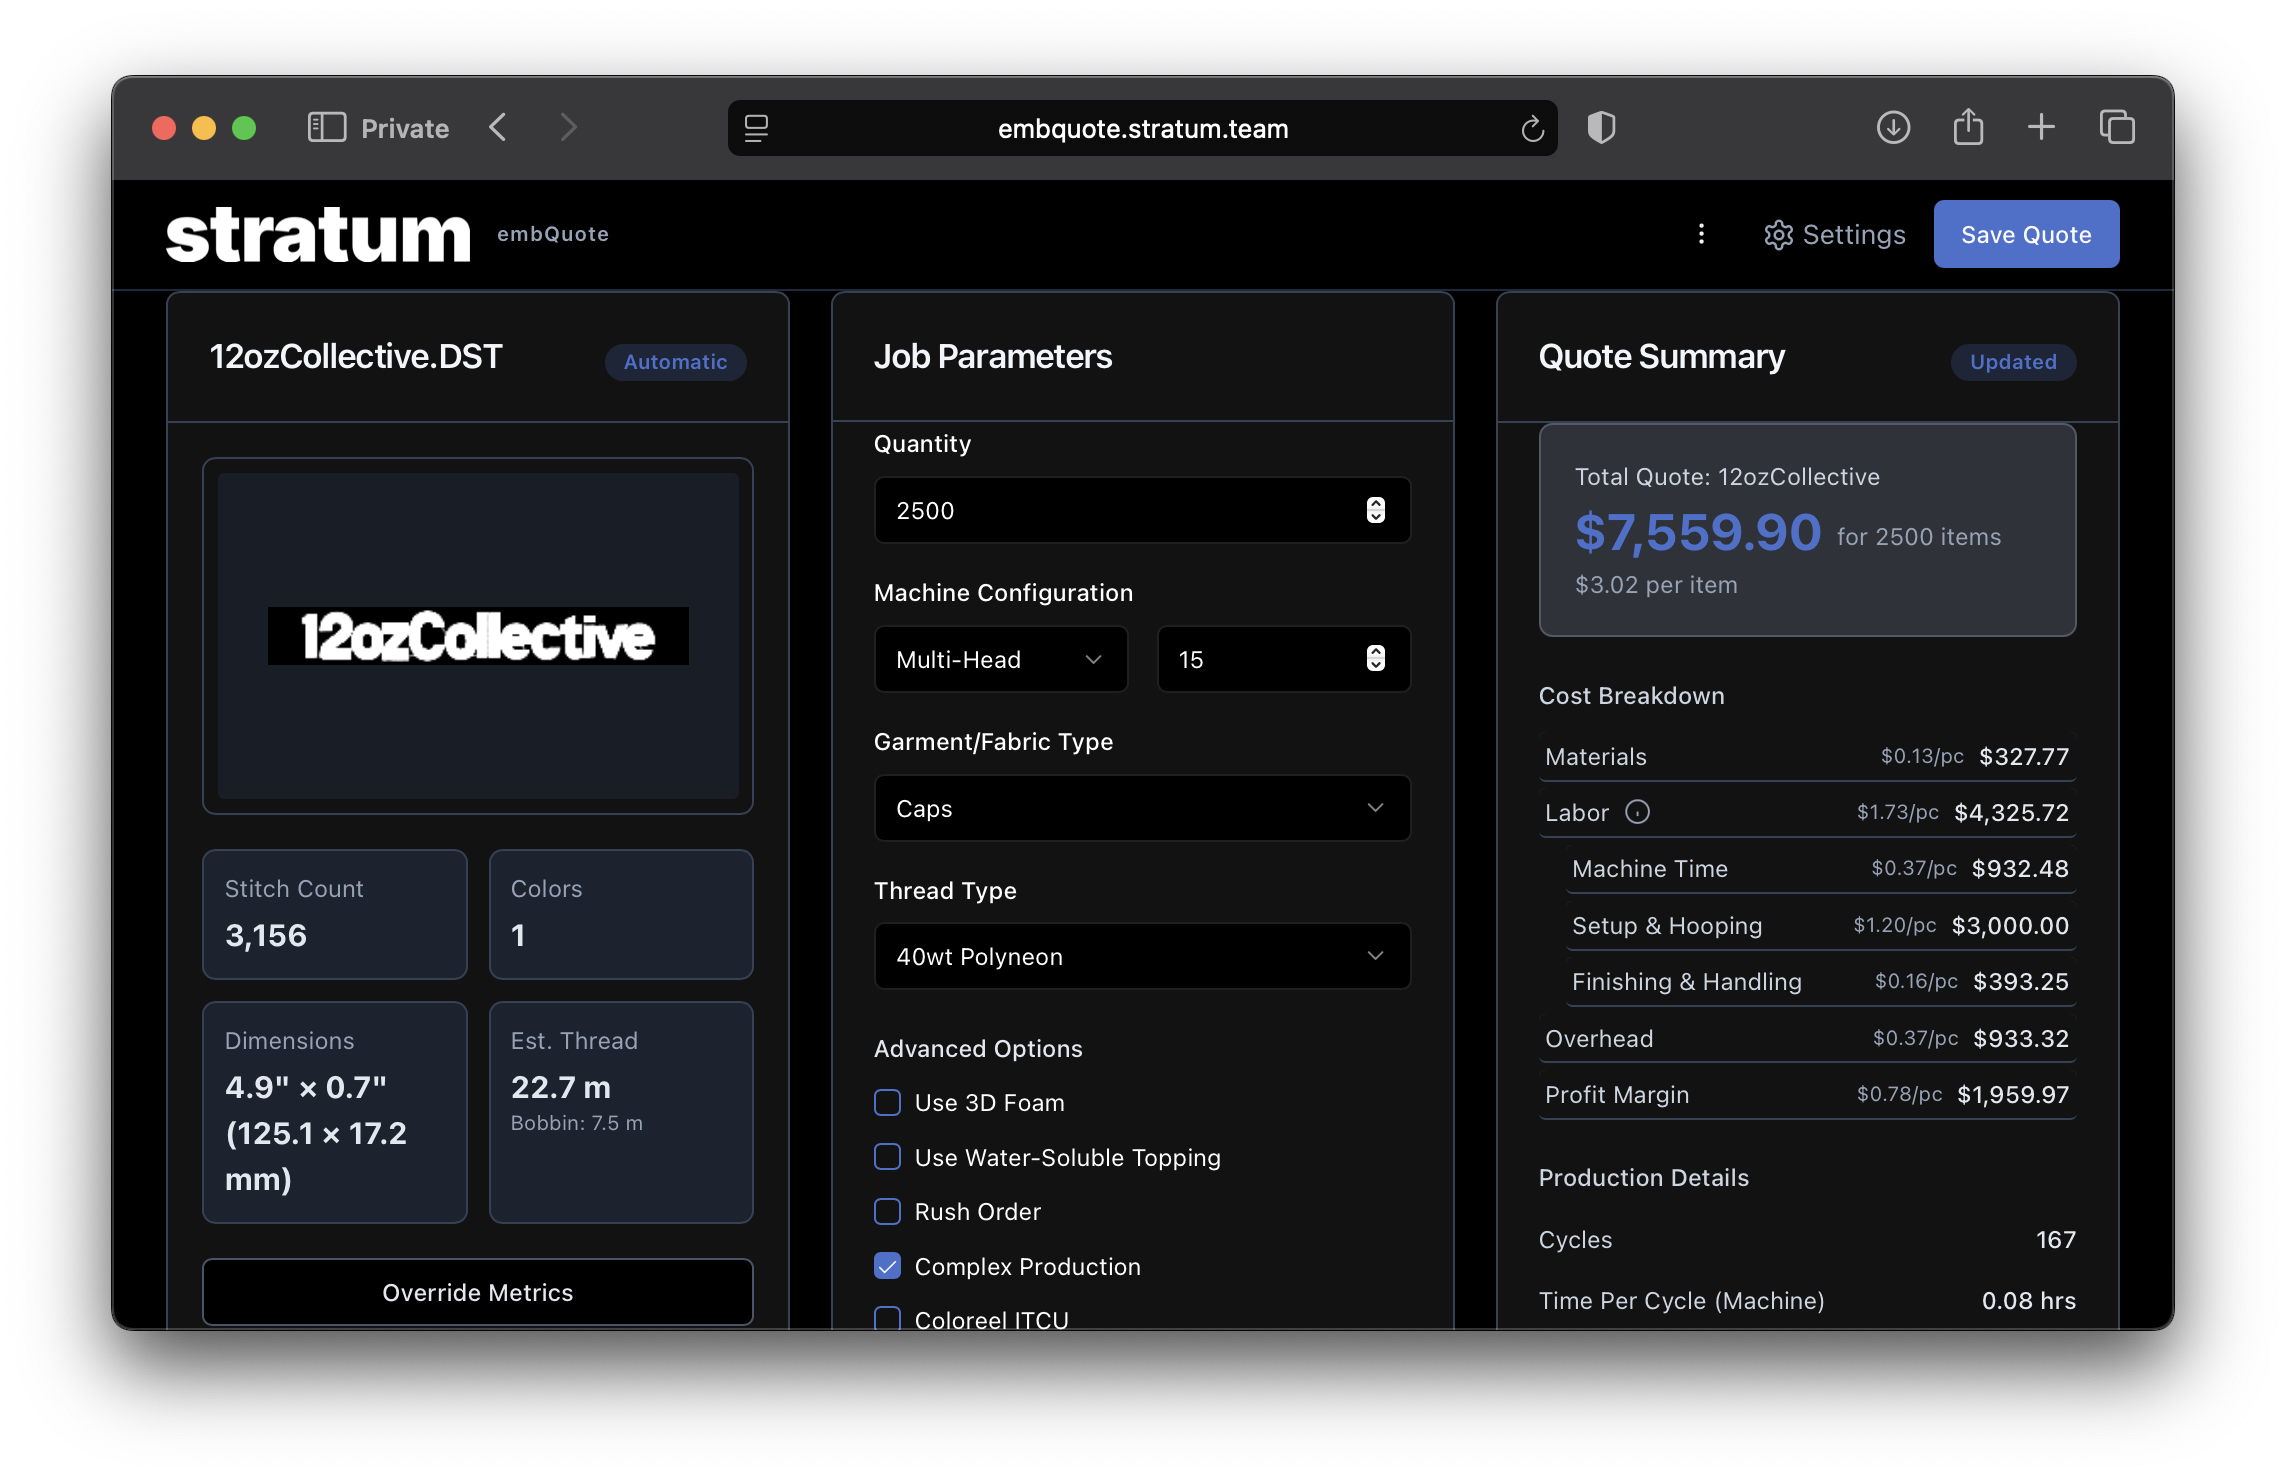 Private
embquote.stratum.team
stratum embQuote
Settings
Save Quote
12ozCollective.DST
Automatic
12ozCollective
Stitch Count
3,156
Colors
1
Dimensions
4.9" × 0.7"
(125.1 × 17.2
mm)
Est. Thread
22.7 m
Bobbin: 7.5 m
Override Metrics
Job Parameters
Quantity
2500
Machine Configuration
Multi-Head
15
Garment/Fabric Type
Caps
Thread Type
40wt Polyneon
Advanced Options
Use 3D Foam
Use Water-Soluble Topping
Rush Order
Complex Production
Coloreel ITCU
Quote Summary
Updated
Total Quote: 12ozCollective
$7,559.90 for 2500 items
$3.02 per item
Cost Breakdown
Materials $0.13/pc $327.77
Labor $1.73/pc $4,325.72
Machine Time $0.37/pc $932.48
Setup & Hooping $1.20/pc $3,000.00
Finishing & Handling $0.16/pc $393.25
Overhead $0.37/pc $933.32
Profit Margin $0.78/pc $1,959.97
Production Details
Cycles 167
Time Per Cycle (Machine) 0.08 hrs